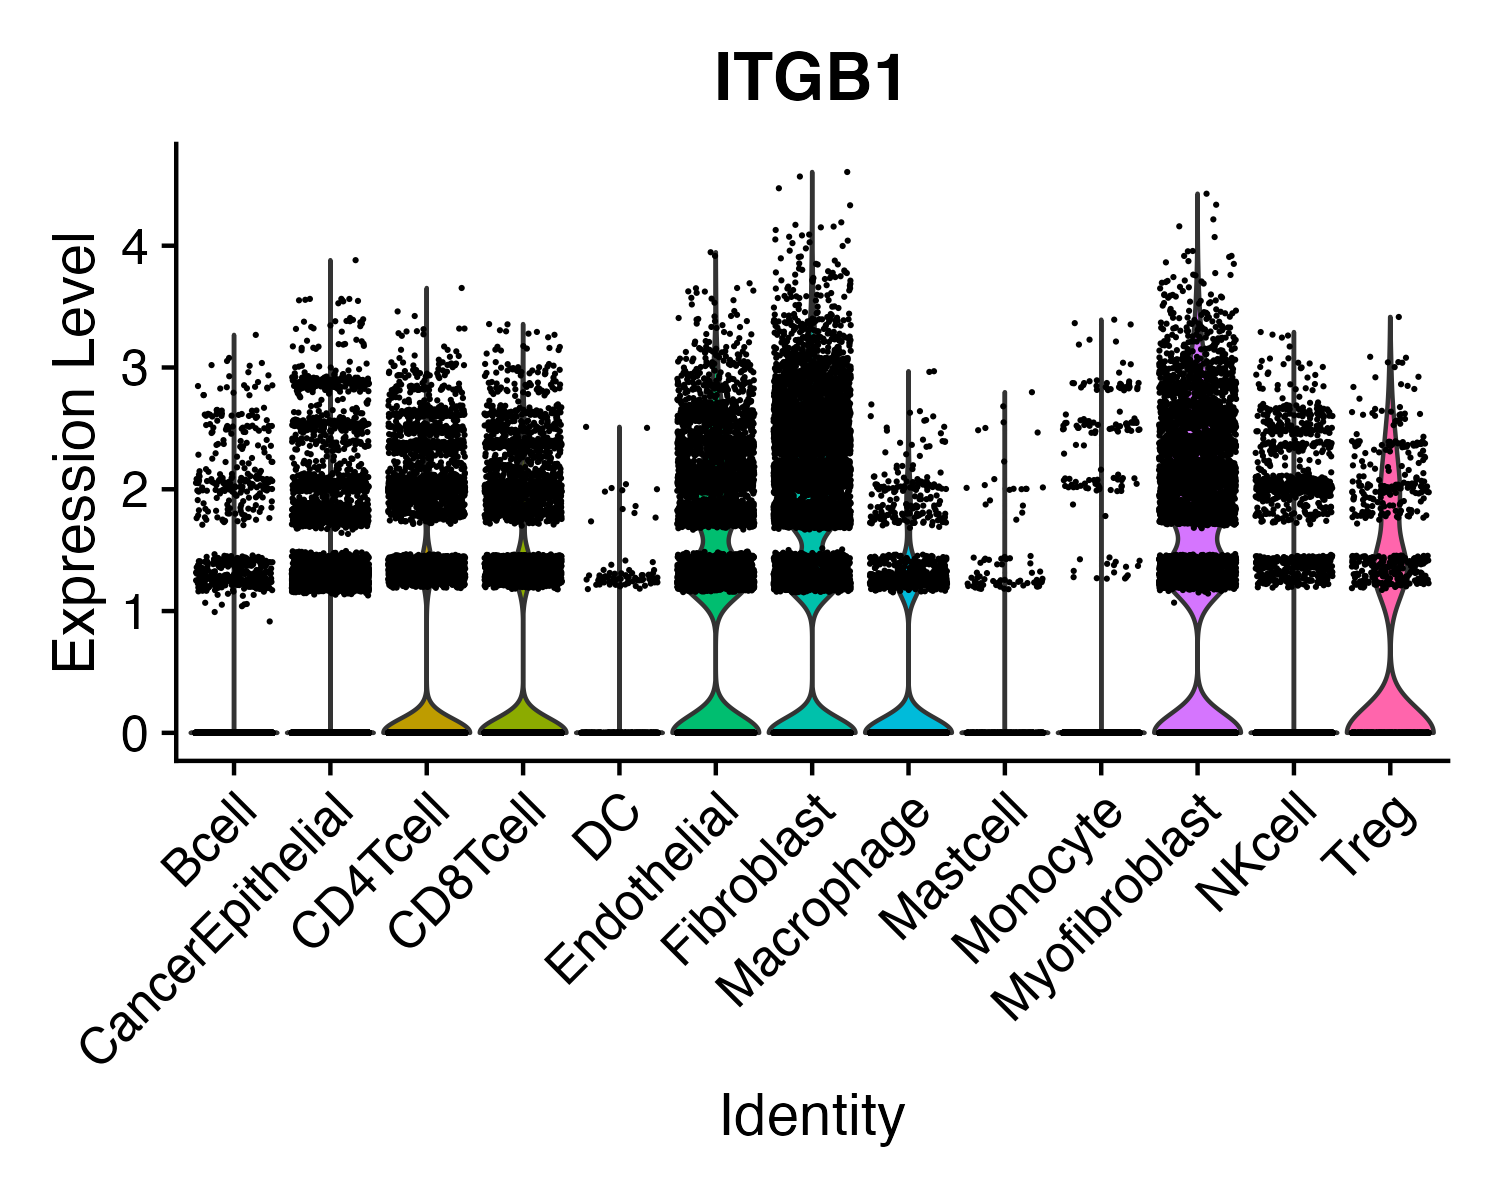 ITGB1
Expression Level
4
3
2
1
0
Bcell
CancerEpithelial
CD4Tcell
CD8Tcell
DC
Endothelial
Fibroblast
Macrophage
Mastcell
Monocyte
Myofibroblast
NKcell
Treg
Identity